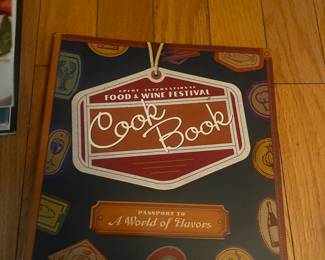 EPCOT INTERNATIONAL
FOOD & WINE FESTIVAL
Cook
Book
PASSPORT TO
A World of Flavors